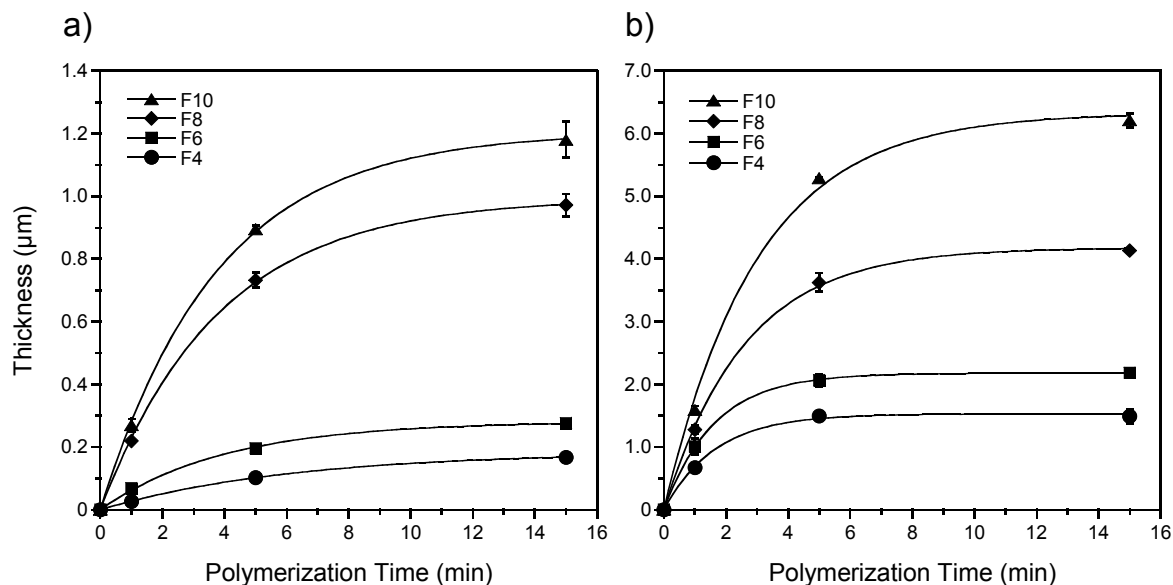 a)
b)
Thickness (μm)
1.4
1.2
1.0
0.8
0.6
0.4
0.2
0
F10
F8
F6
F4
0 2 4 6 8 10 12 14 16
Polymerization Time (min)
7.0
6.0
5.0
4.0
3.0
2.0
1.0
0
F10
F8
F6
F4
0 2 4 6 8 10 12 14 16
Polymerization Time (min)